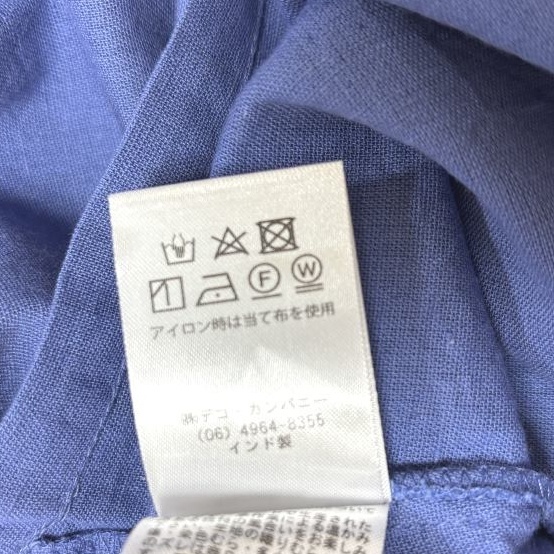 F W
アイロン時は当て布を使用
㈱デコ・カンパニー
(06) 4964-8355
インド製